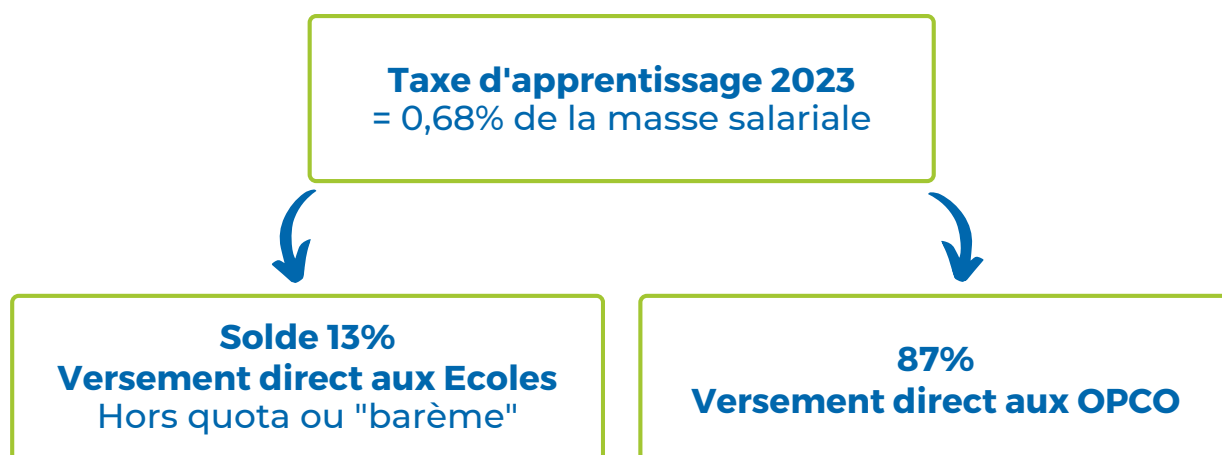 Taxe d'apprentissage 2023
= 0,68% de la masse salariale
Solde 13%
Versement direct aux Ecoles
Hors quota ou "barème"
87%
Versement direct aux OPCO